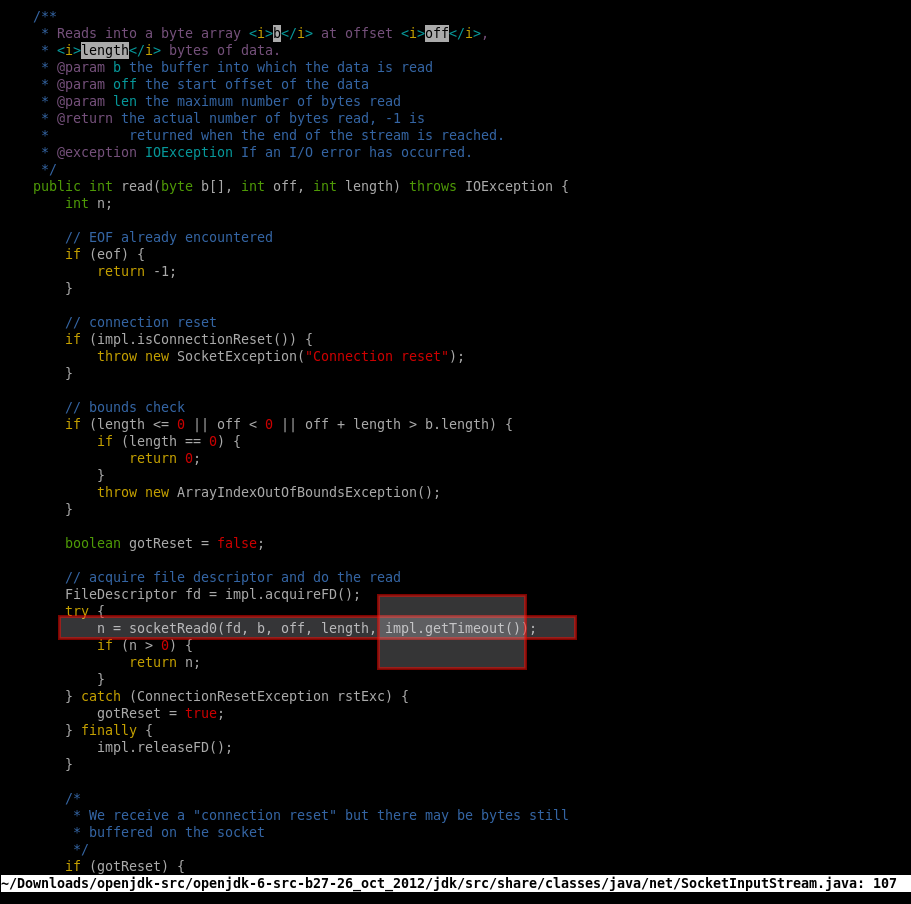 /**
 * Reads into a byte array <i>b</i> at offset <i>off</i>,
 * <i>length</i> bytes of data.
 * @param b the buffer into which the data is read
 * @param off the start offset of the data
 * @param len the maximum number of bytes read
 * @return the actual number of bytes read, -1 is
 *          returned when the end of the stream is reached.
 * @exception IOException If an I/O error has occurred.
 */
public int read(byte b[], int off, int length) throws IOException {
    int n;

    // EOF already encountered
    if (eof) {
        return -1;
    }

    // connection reset
    if (impl.isConnectionReset()) {
        throw new SocketException("Connection reset");
    }

    // bounds check
    if (length <= 0 || off < 0 || off + length > b.length) {
        if (length == 0) {
            return 0;
        }
        throw new ArrayIndexOutOfBoundsException();
    }

    boolean gotReset = false;

    // acquire file descriptor and do the read
    FileDescriptor fd = impl.acquireFD();
    try {
        n = socketRead0(fd, b, off, length, impl.getTimeout());
        if (n > 0) {
            return n;
        }
    } catch (ConnectionResetException rstExc) {
        gotReset = true;
    } finally {
        impl.releaseFD();
    }

    /*
     * We receive a "connection reset" but there may be bytes still
     * buffered on the socket
     */
    if (gotReset) {
~/Downloads/openjdk-src/openjdk-6-src-b27-26_oct_2012/jdk/src/share/classes/java/net/SocketInputStream.java: 107